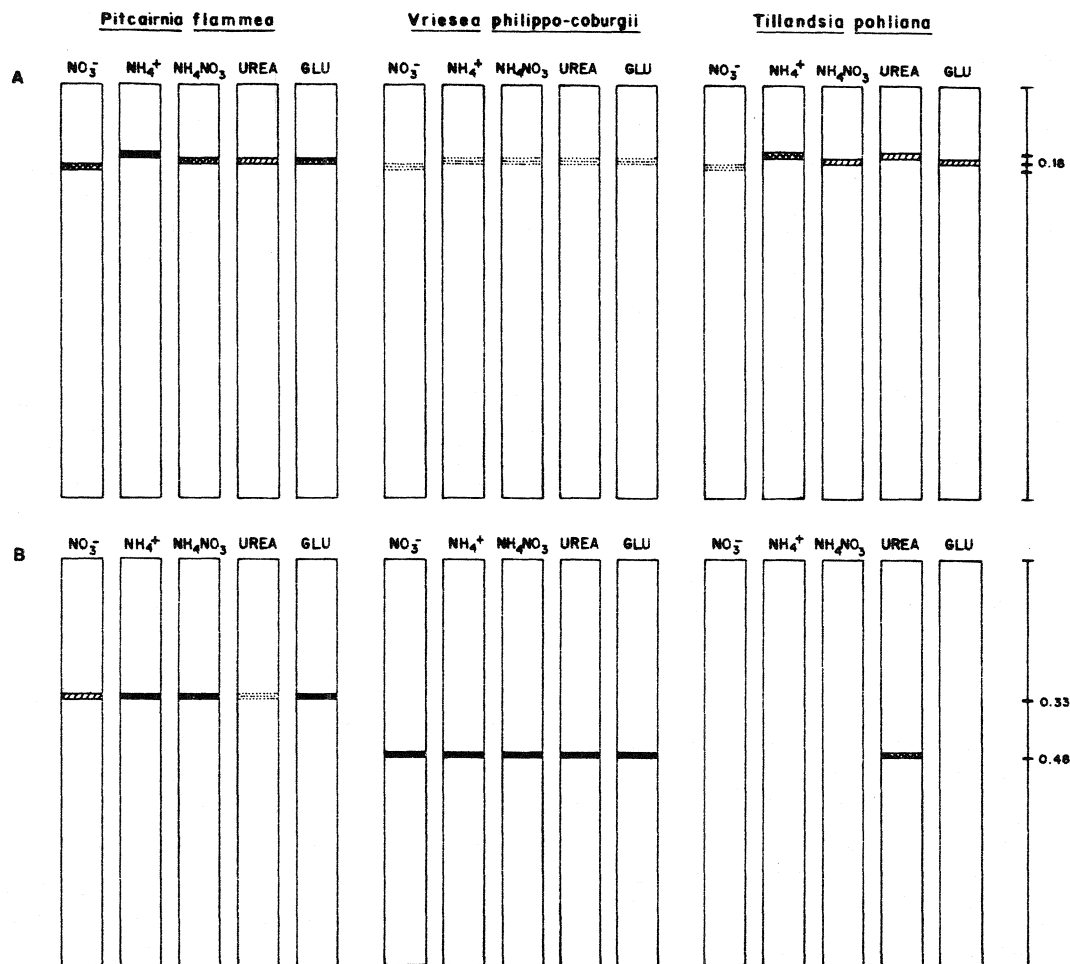 Pitcairnia flammea Vriesea philippo-coburgii Tillandsia pohliana
A
NO₃⁻ NH₄⁺ NH₄NO₃ UREA GLU NO₃⁻ NH₄⁺ NH₄NO₃ UREA GLU NO₃⁻ NH₄⁺ NH₄NO₃ UREA GLU
0.18
B
NO₃⁻ NH₄⁺ NH₄NO₃ UREA GLU NO₃⁻ NH₄⁺ NH₄NO₃ UREA GLU NO₃⁻ NH₄⁺ NH₄NO₃ UREA GLU
0.33
0.48